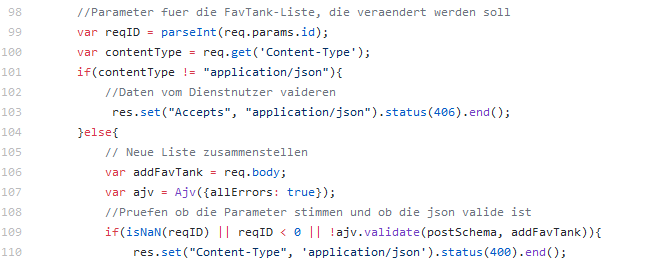 98 //Parameter fuer die FavTank-Liste, die veraendert werden soll
99 var reqID = parseInt(req.params.id);
100 var contentType = req.get('Content-Type');
101 if(contentType != "application/json"){
102 //Daten vom Dienstnutzer vaideren
103 res.set("Accepts", "application/json").status(406).end();
104 }else{
105 // Neue Liste zusammenstellen
106 var addFavTank = req.body;
107 var ajv = Ajv({allErrors: true});
108 //Pruefen ob die Parameter stimmen und ob die json valide ist
109 if(isNaN(reqID) || reqID < 0 || !ajv.validate(postSchema, addFavTank)){
110 res.set("Content-Type", 'application/json').status(400).end();